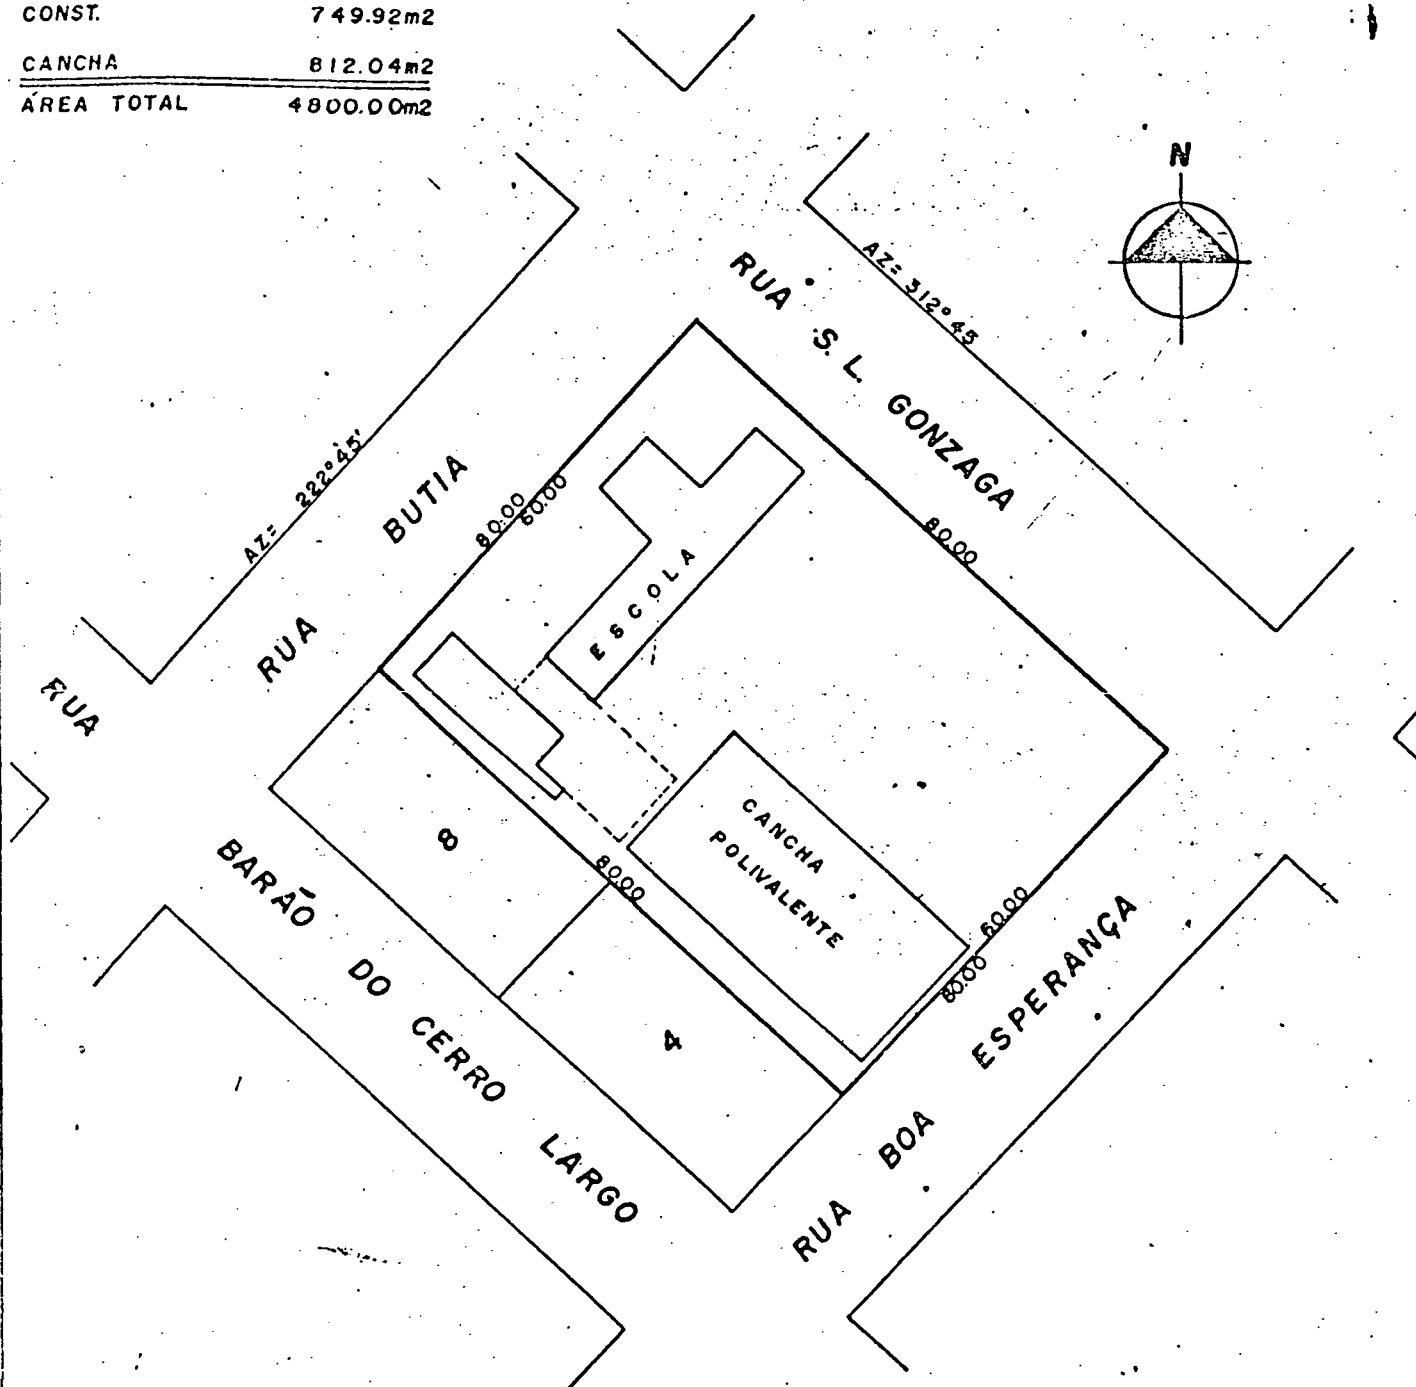 CONST. 749.92m2
CANCHA 812.04m2
ÁREA TOTAL 4800.00m2
N
AZ= 312°45
RUA S. L. GONZAGA
AZ= 222°45'
RUA BUTIA
80.00
60.00
80.00
ESCOLA
RUA BARÃO DO CERRO LARGO
8
80.00
CANCHA
POLIVALENTE
60.00
80.00
4
RUA BOA ESPERANÇA